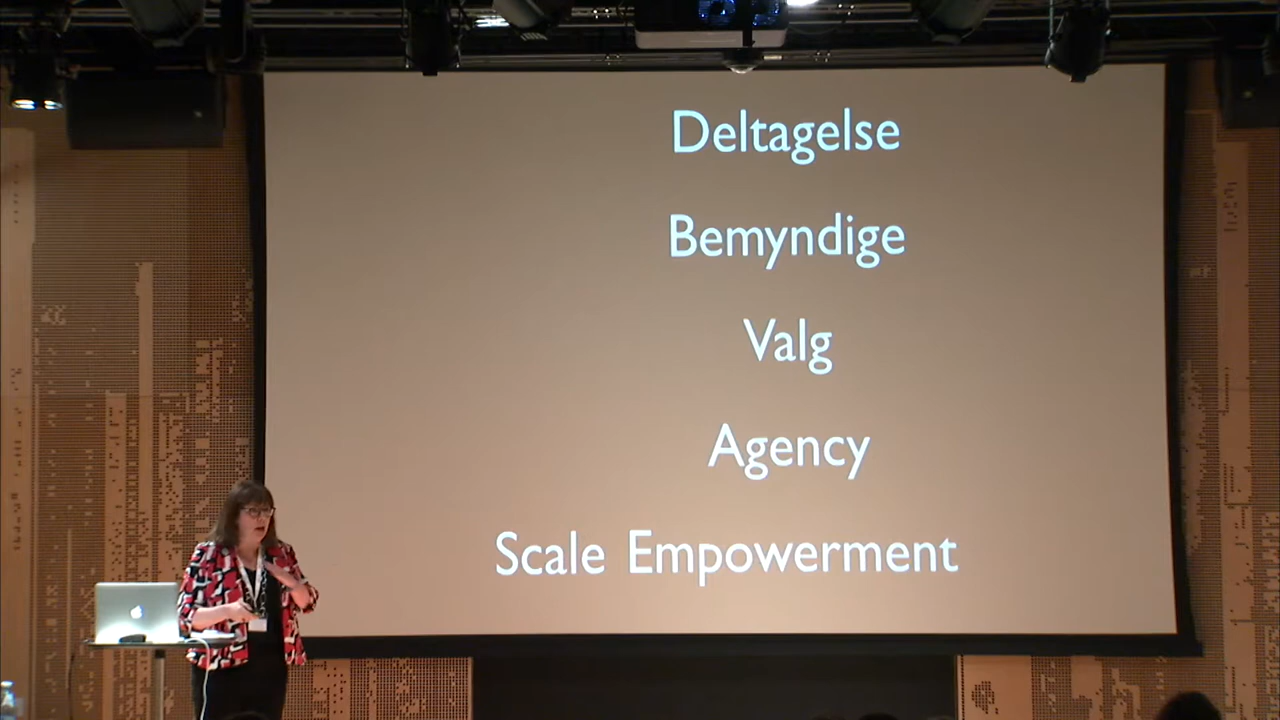 Deltagelse
Bemyndige
Valg
Agency
Scale Empowerment